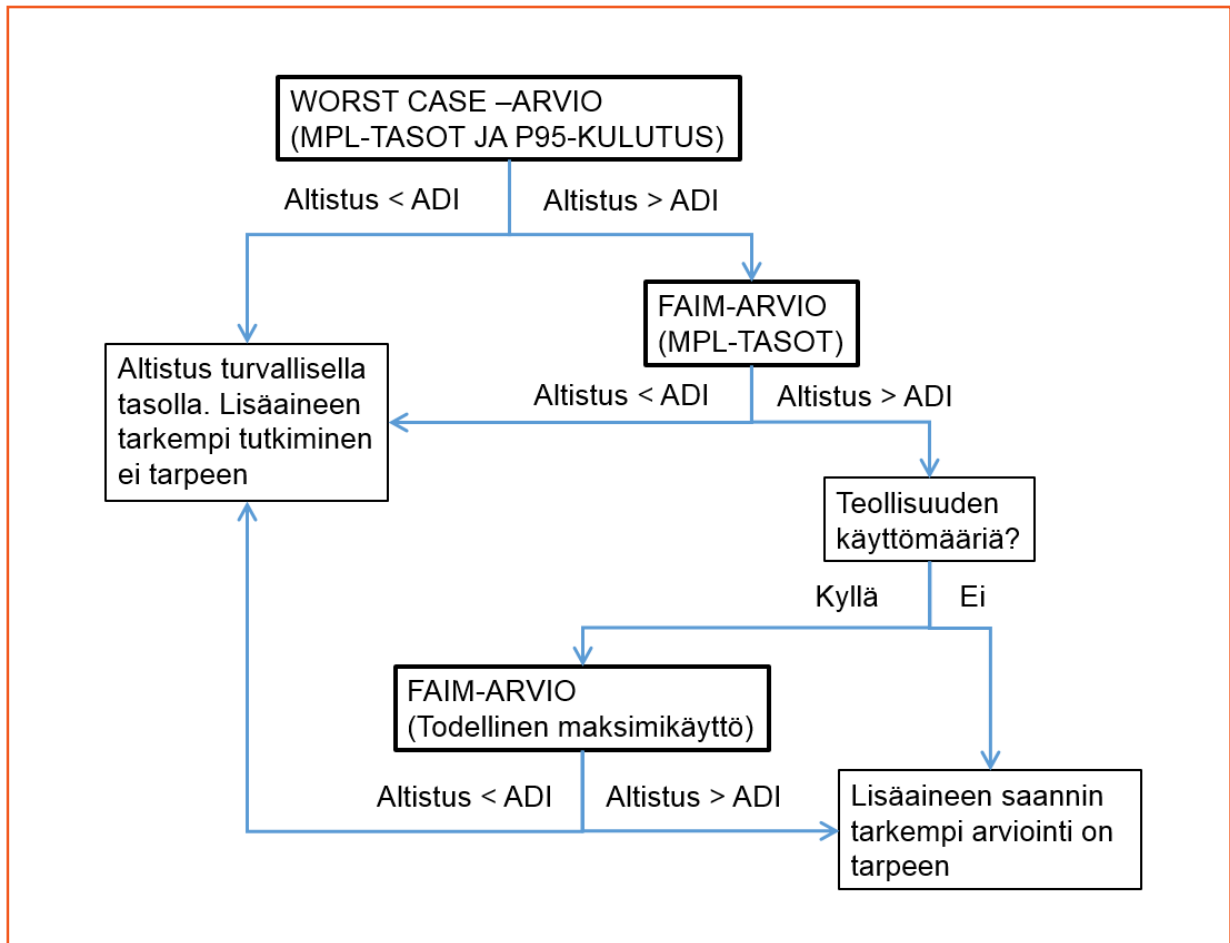 WORST CASE –ARVIO
(MPL-TASOT JA P95-KULUTUS)
Altistus < ADI
Altistus > ADI
FAIM-ARVIO
(MPL-TASOT)
Altistus turvallisella
tasolla. Lisäaineen
tarkempi tutkiminen
ei tarpeen
Altistus < ADI
Altistus > ADI
Teollisuuden
käyttömääriä?
Kyllä
Ei
FAIM-ARVIO
(Todellinen maksimikäyttö)
Altistus < ADI
Altistus > ADI
Lisäaineen saannin
tarkempi arviointi on
tarpeen